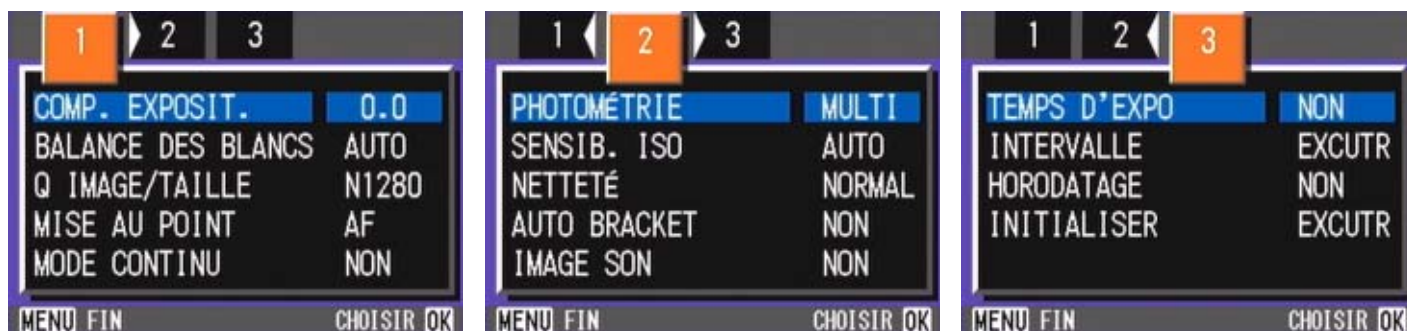 1 2 3
COMP. EXPOSIT. 0.0
BALANCE DES BLANCS AUTO
Q IMAGE/TAILLE N1280
MISE AU POINT AF
MODE CONTINU NON
MENU FIN CHOISIR OK
1 2 3
PHOTOMÉTRIE MULTI
SENSIB. ISO AUTO
NETTETÉ NORMAL
AUTO BRACKET NON
IMAGE SON NON
MENU FIN CHOISIR OK
1 2 3
TEMPS D'EXPO NON
INTERVALLE EXCUTR
HORODATAGE NON
INITIALISER EXCUTR
MENU FIN CHOISIR OK